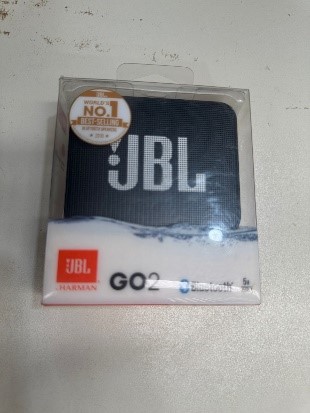 WORLD'S
NO.1
BEST-SELLING
JBL
JBL
HARMAN
GO2
Bluetooth